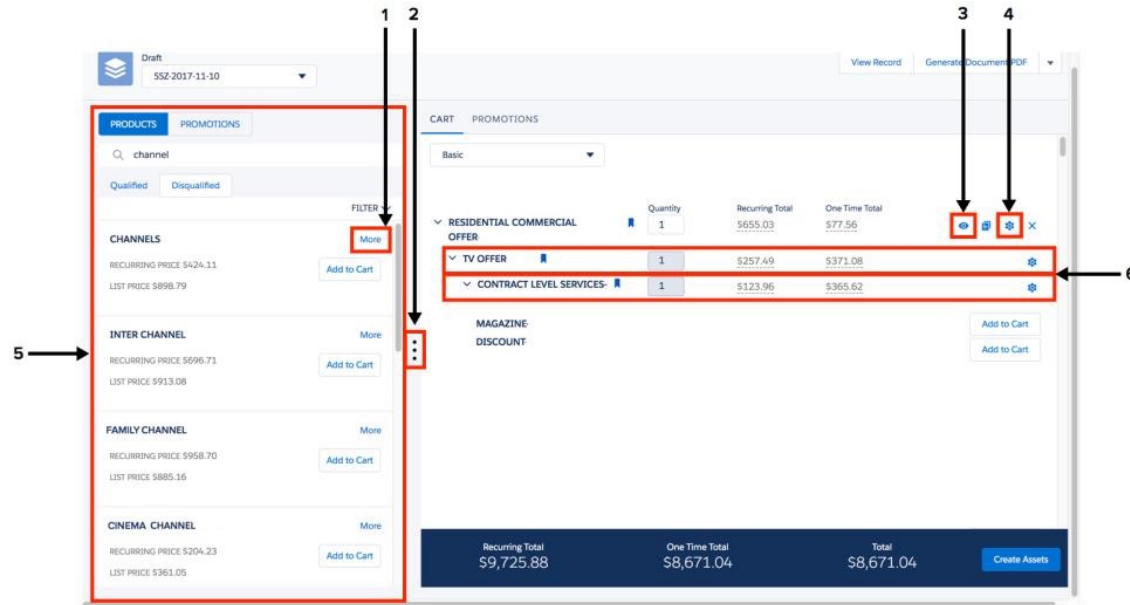 1 2 3 4
Draft
SSZ-2017-11-10
View Record Generate Document PDF
PRODUCTS PROMOTIONS
channel
Qualified Disqualified
FILTER
CHANNELS More
RECURRING PRICE $424.11 Add to Cart
LIST PRICE $898.79
INTER CHANNEL More
RECURRING PRICE $696.71 Add to Cart
LIST PRICE $913.08
FAMILY CHANNEL More
RECURRING PRICE $958.70 Add to Cart
LIST PRICE $885.16
CINEMA CHANNEL More
RECURRING PRICE $204.23 Add to Cart
LIST PRICE $361.05
5
CART PROMOTIONS
Basic
Quantity Recurring Total One Time Total
RESIDENTIAL COMMERCIAL 1 $655.03 $77.56
OFFER
TV OFFER 1 $257.49 $371.08
6
CONTRACT LEVEL SERVICES- 1 $123.96 $365.62
MAGAZINE- Add to Cart
DISCOUNT- Add to Cart
Recurring Total One Time Total Total
$9,725.88 $8,671.04 $8,671.04
Create Assets